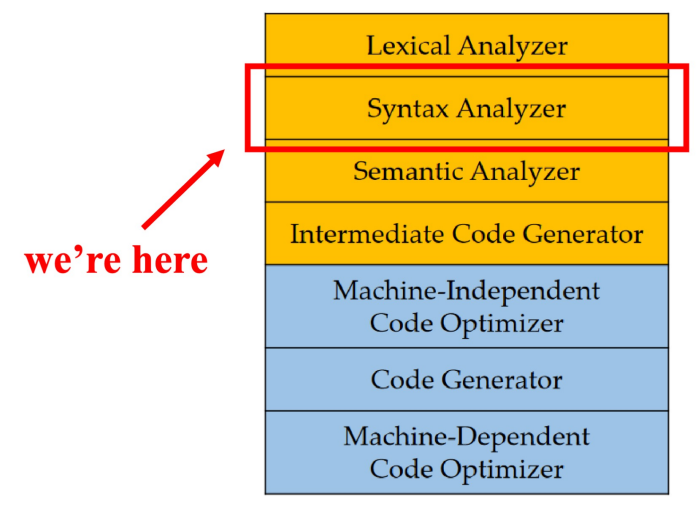 Lexical Analyzer
Syntax Analyzer
Semantic Analyzer
we're here
Intermediate Code Generator
Machine-Independent
Code Optimizer
Code Generator
Machine-Dependent
Code Optimizer